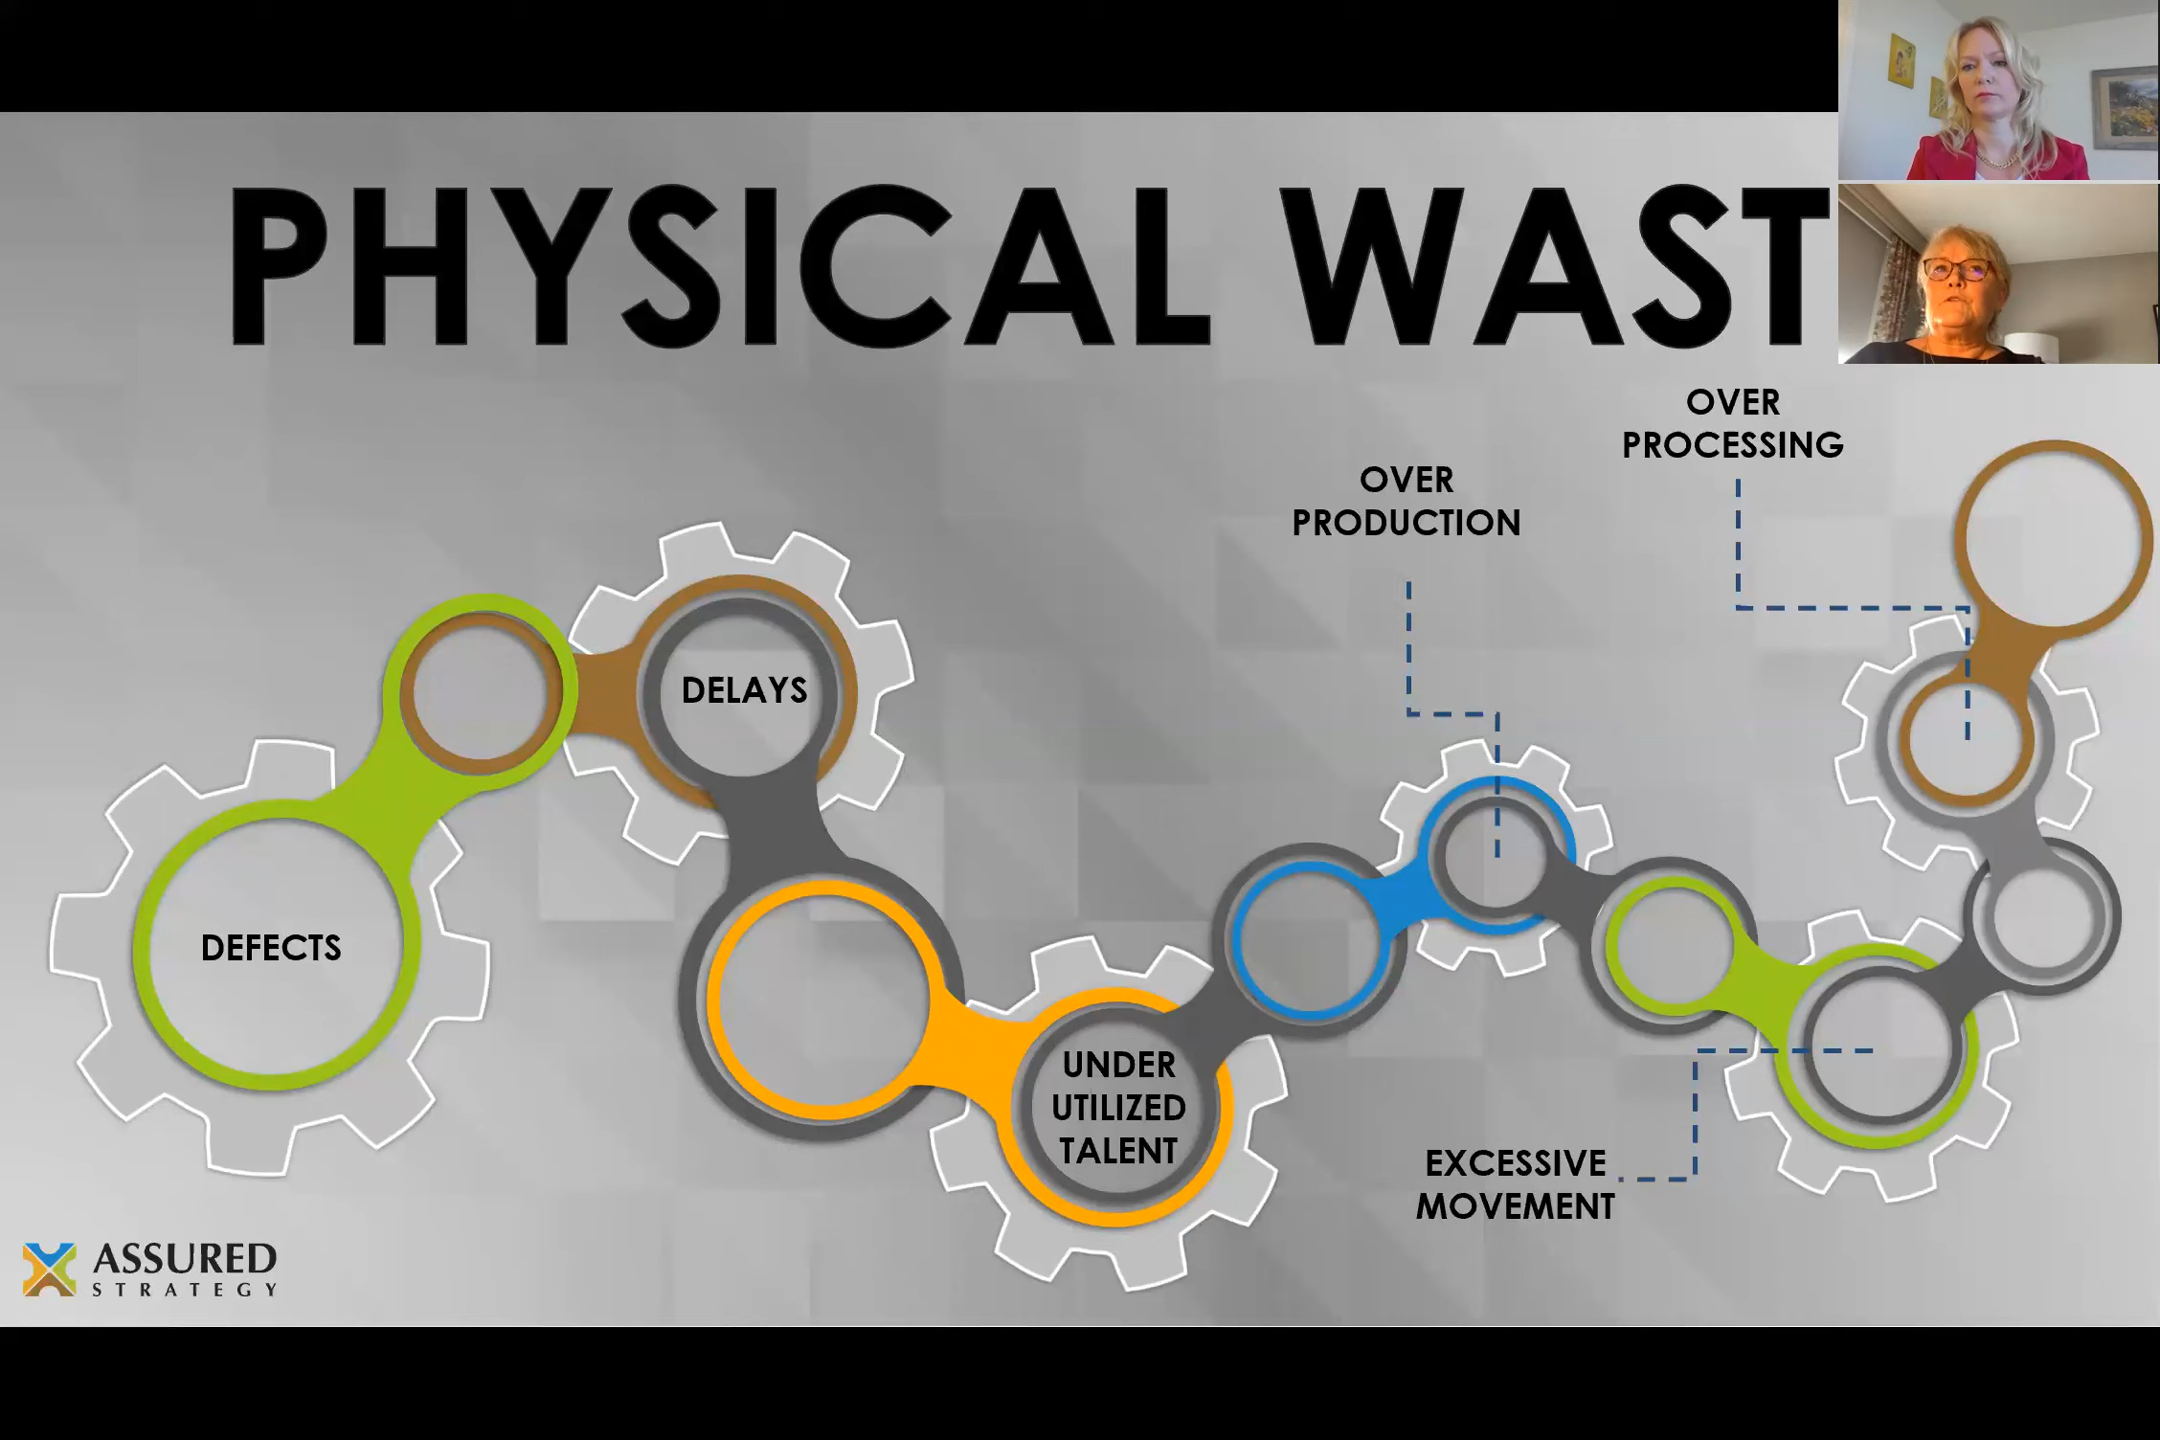 PHYSICAL WAST
OVER
PROCESSING
OVER
PRODUCTION
DELAYS
DEFECTS
UNDER
UTILIZED
TALENT
EXCESSIVE
MOVEMENT
ASSURED
STRATEGY